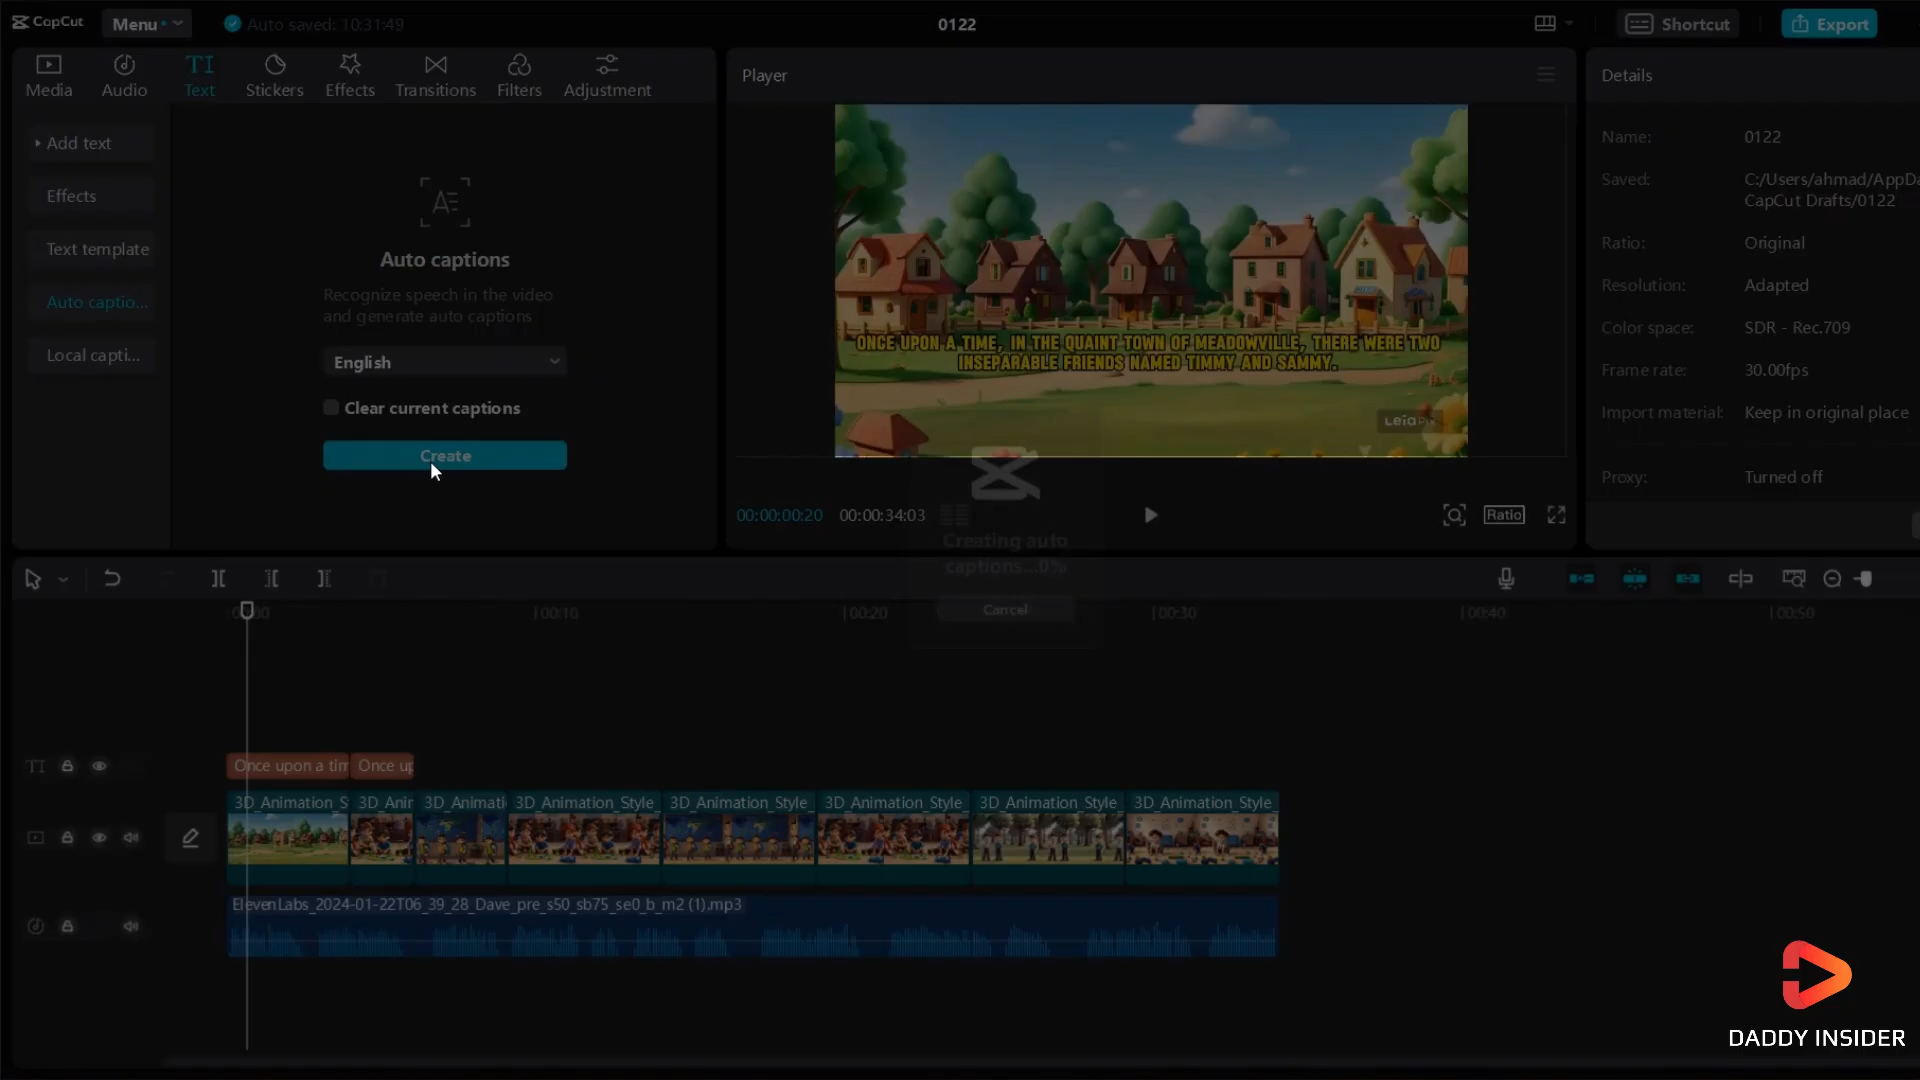 CapCut
Menu
Auto saved: 10:31:49
0122
Shortcut
Export
Media
Audio
TI
Text
Stickers
Effects
Transitions
Filters
Adjustment
Player
Details
Add text
Effects
Text template
Auto captio...
Local capti...
Auto captions
Recognize speech in the video
and generate auto captions
English
Clear current captions
Create
ONCE UPON A TIME, IN THE QUAINT TOWN OF MEADOWVILLE, THERE WERE TWO
INSEPARABLE FRIENDS NAMED TIMMY AND SAMMY.
00:00:00:20
00:00:34:03
Ratio
Name:
0122
Saved:
C:/Users/ahmad/AppDa
CapCut Drafts/0122
Ratio:
Original
Resolution:
Adapted
Color space:
SDR - Rec.709
Frame rate:
30.00fps
Import material:
Keep in original place
Proxy:
Turned off
Creating auto
captions...0%
Cancel
00:10
00:20
00:30
00:40
00:50
TI
Once upon a tim
Once up
3D_Animation_S
3D_Anir
3D_Animati
3D_Animation_Style_
3D_Animation_Style
3D_Animation_Style
3D_Animation_Style
3D_Animation_Style
ElevenLabs_2024-01-22T06_39_28_Dave_pre_s50_sb75_se0_b_m2 (1).mp3
DADDY INSIDER